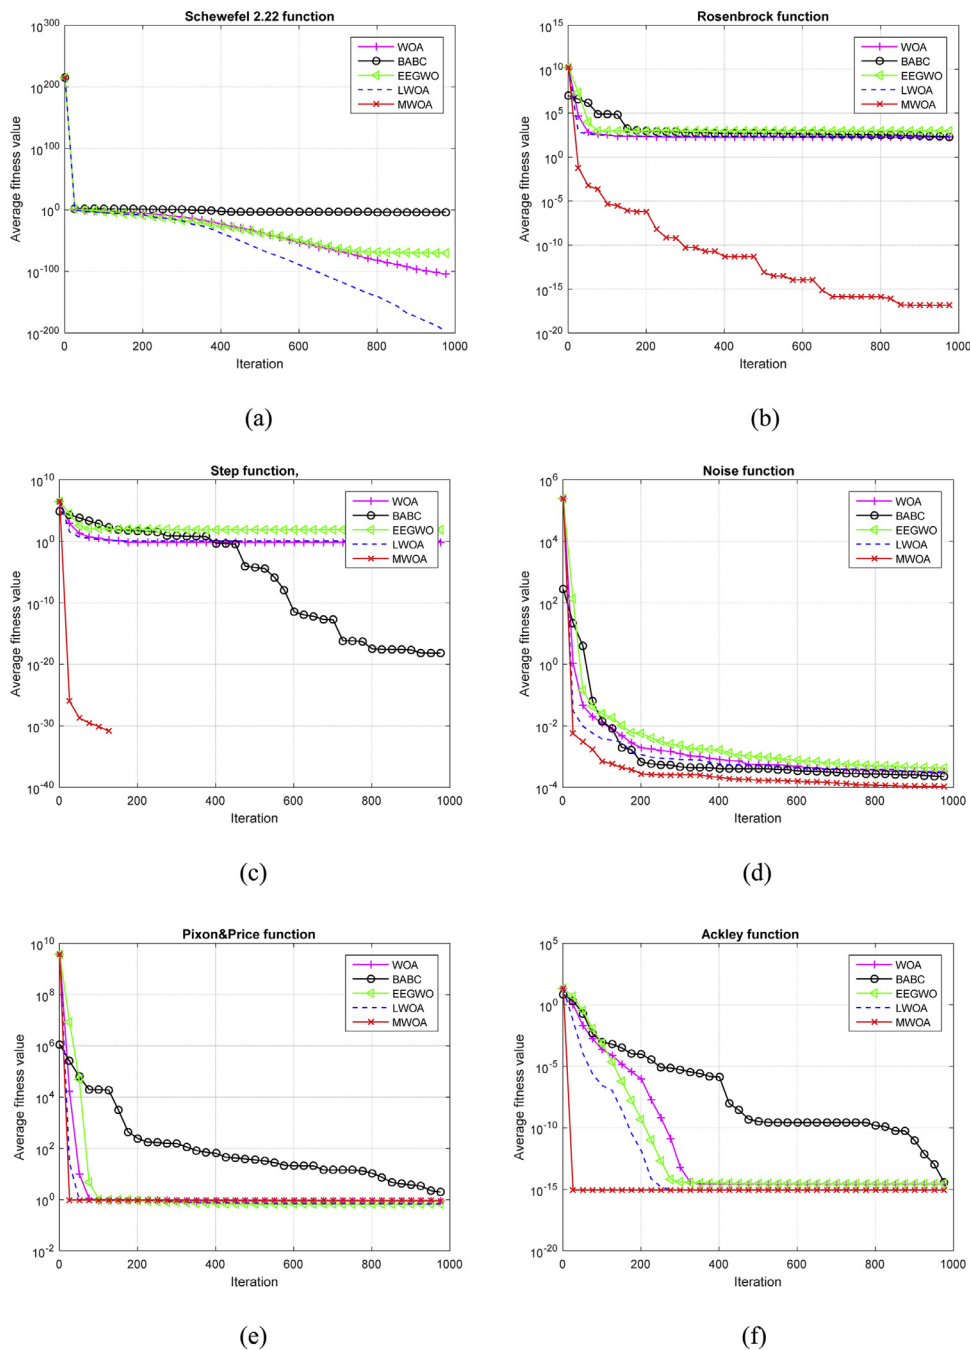 Schewefel 2.22 function
10^300
10^200
10^100
10^0
10^-100
10^-200
Average fitness value
0 200 400 600 800 1000
Iteration
WOA
BABC
EEGWO
LWOA
MWOA
(a)
Rosenbrock function
10^15
10^10
10^5
10^0
10^-5
10^-10
10^-15
10^-20
Average fitness value
0 200 400 600 800 1000
Iteration
WOA
BABC
EEGWO
LWOA
MWOA
(b)
Step function,
10^10
10^0
10^-10
10^-20
10^-30
10^-40
Average fitness value
0 200 400 600 800 1000
Iteration
WOA
BABC
EEGWO
LWOA
MWOA
(c)
Noise function
10^6
10^4
10^2
10^0
10^-2
10^-4
Average fitness value
0 200 400 600 800 1000
Iteration
WOA
BABC
EEGWO
LWOA
MWOA
(d)
Pixon&Price function
10^10
10^8
10^6
10^4
10^2
10^0
10^-2
Average fitness value
0 200 400 600 800 1000
Iteration
WOA
BABC
EEGWO
LWOA
MWOA
(e)
Ackley function
10^5
10^0
10^-5
10^-10
10^-15
10^-20
Average fitness value
0 200 400 600 800 1000
Iteration
WOA
BABC
EEGWO
LWOA
MWOA
(f)